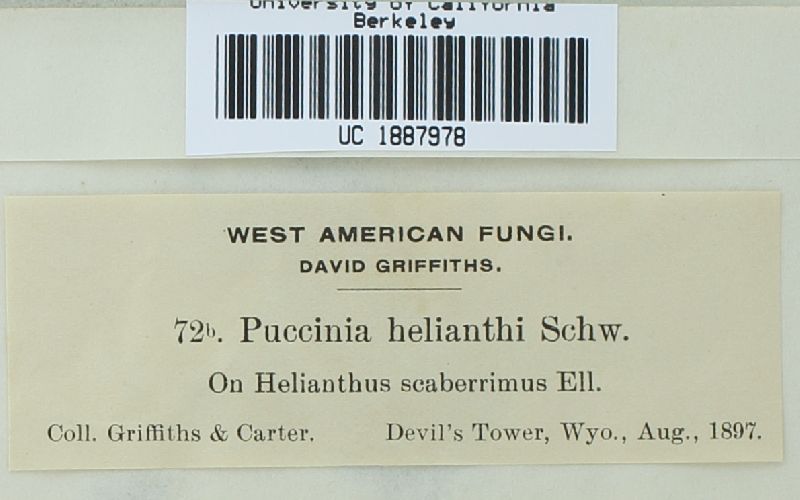 University of California
Berkeley
UC 1887978
WEST AMERICAN FUNGI.
DAVID GRIFFITHS.
72b. Puccinia helianthi Schw.
On Helianthus scaberrimus Ell.
Coll. Griffiths & Carter. Devil's Tower, Wyo., Aug., 1897.